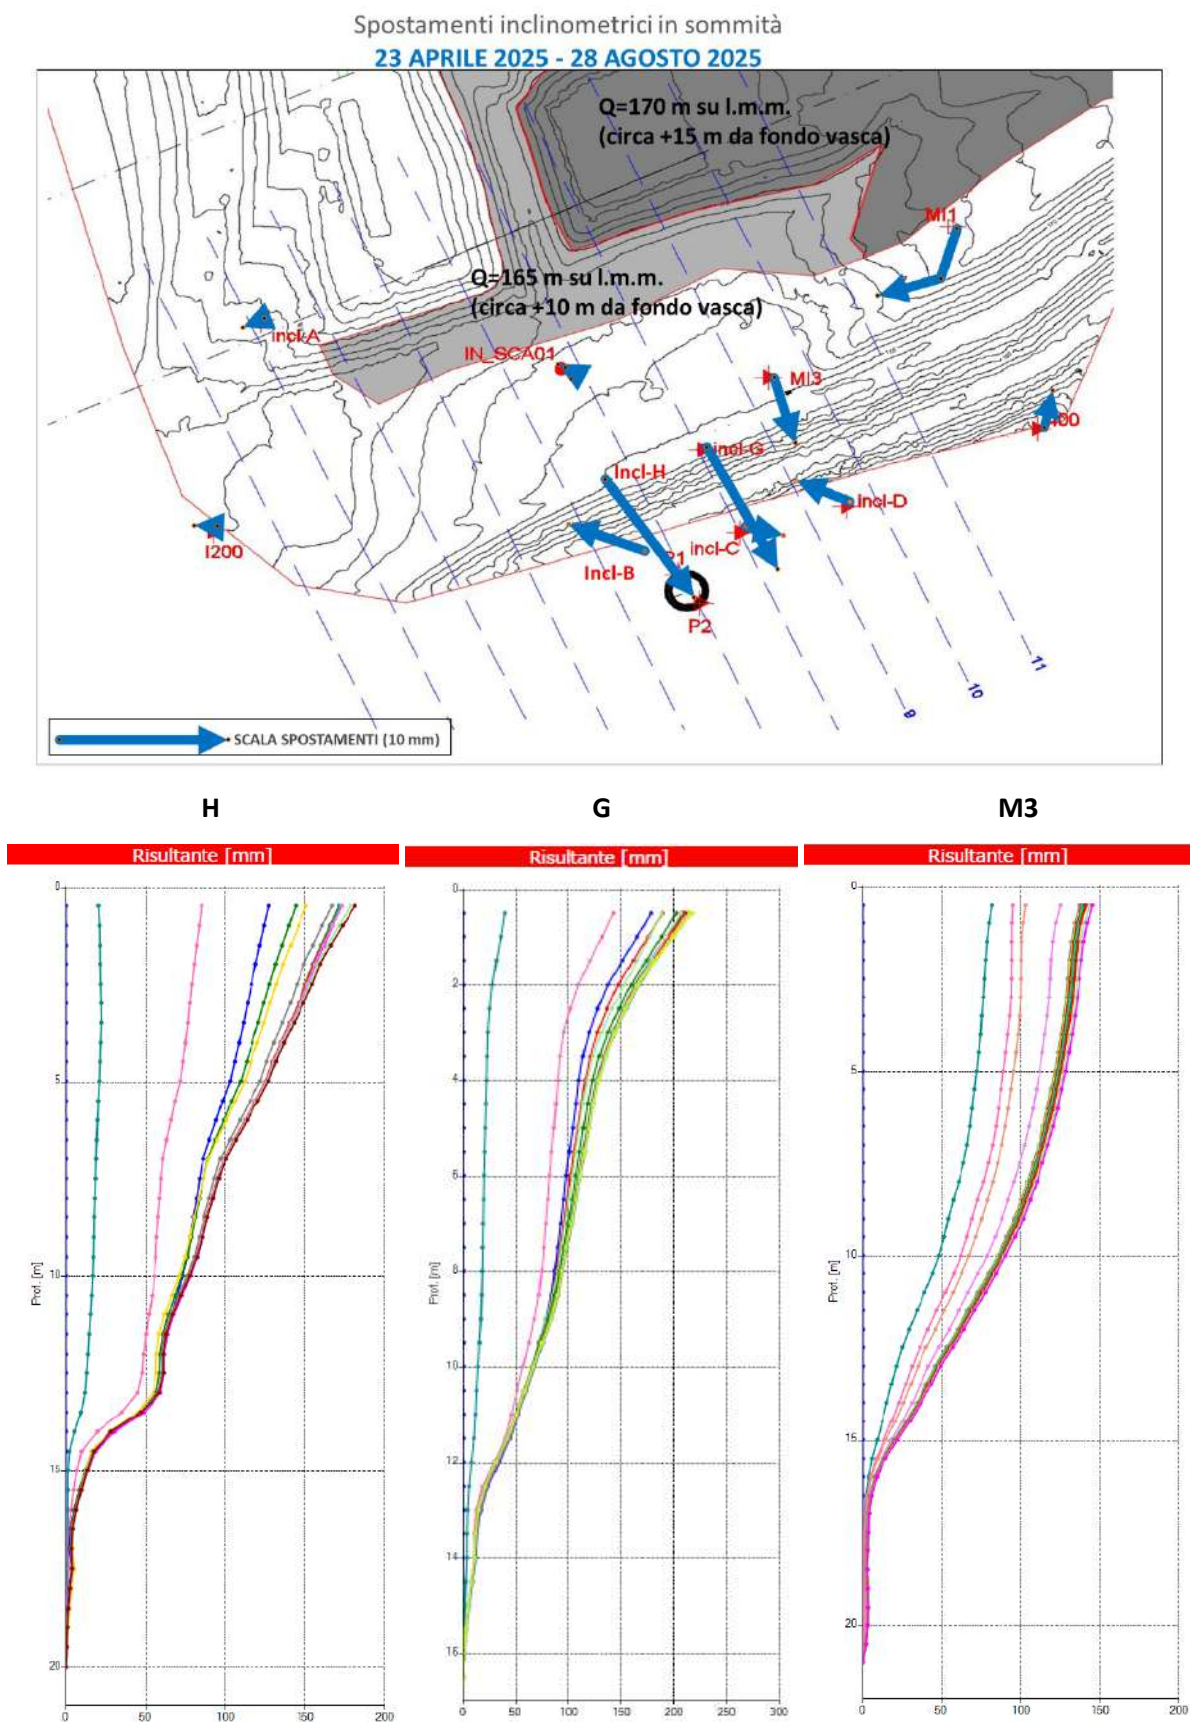 Spostamenti inclinometrici in sommità
23 APRILE 2025 - 28 AGOSTO 2025
Q=170 m su l.m.m.
(circa +15 m da fondo vasca)
MI1
Q=165 m su l.m.m.
(circa +10 m da fondo vasca)
incl-A
IN_SCA01
MI3
incl-G
Incl-H
incl-D
I200
incl-C
Incl-B
P2
11
10
9
SCALA SPOSTAMENTI (10 mm)
H G M3
Risultante [mm] Risultante [mm] Risultante [mm]
Prof. [m]
0
5
10
15
20
0 50 100 150 200
Prof. [m]
0
2
4
6
8
10
12
14
16
0 50 100 150 200 250 300
Prof. [m]
0
5
10
15
20
0 50 100 150 200